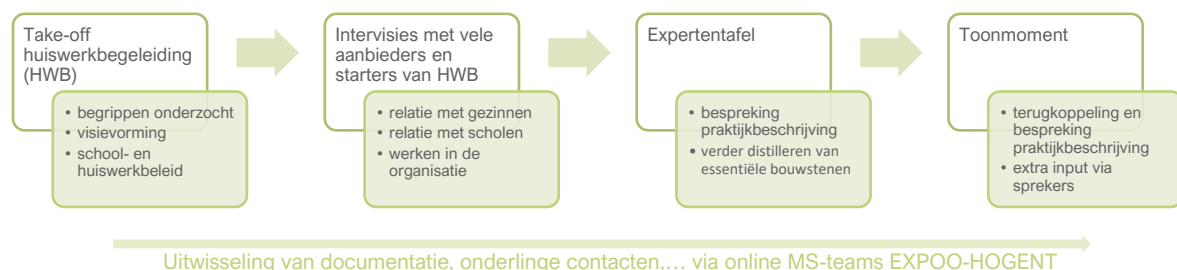 Take-off
huiswerkbegeleiding
(HWB)
• begrippen onderzocht
• visievorming
• school- en
huiswerkbeleid
Intervisies met vele
aanbieders en
starters van HWB
• relatie met gezinnen
• relatie met scholen
• werken in de
organisatie
Expertentafel
• bespreking
praktijkbeschrijving
• verder distilleren van
essentiële bouwstenen
Toonmoment
• terugkoppeling en
bespreking
praktijkbeschrijving
• extra input via
sprekers
Uitwisseling van documentatie, onderlinge contacten,… via online MS-teams EXPOO-HOGENT